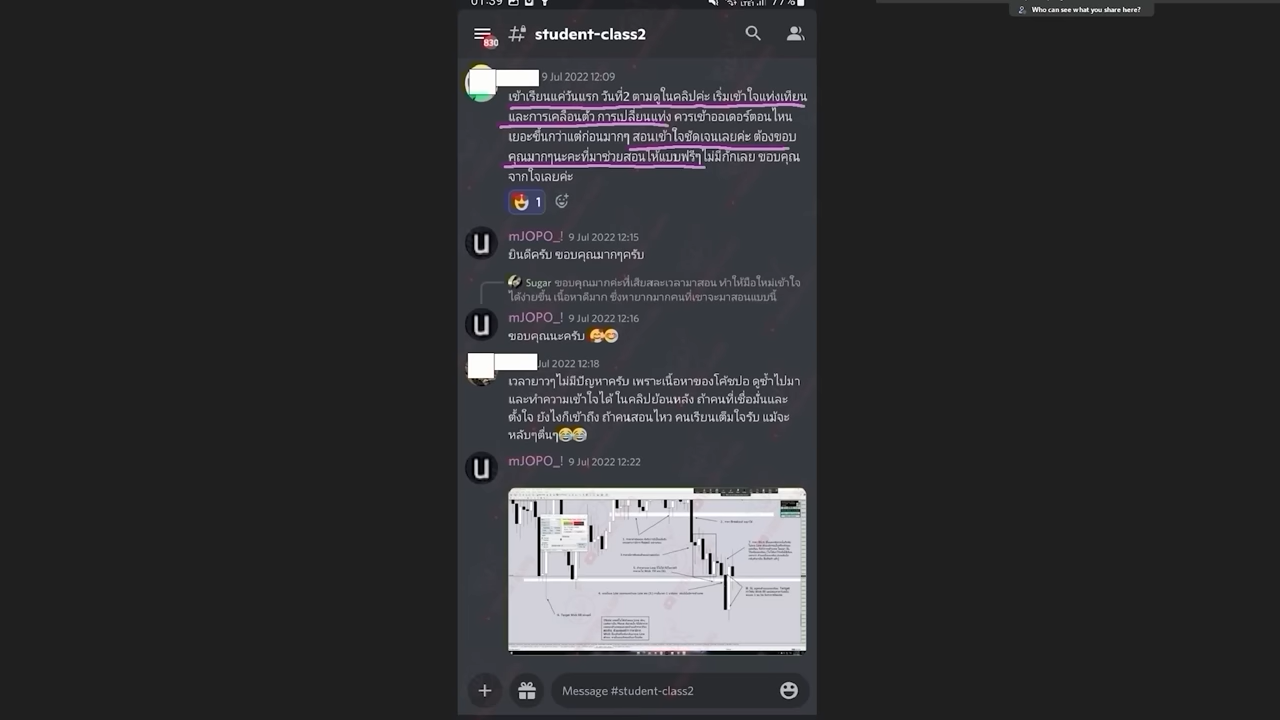 01:39
77%
Who can see what you share here?
830
student-class2
9 Jul 2022 12:09
เข้าเรียนแค่วันแรก วันที่2 ตามดูในคลิปค่ะ เริ่มเข้าใจแท่งเทียน
และการเคลื่อนตัว การเปลี่ยนแท่ง ควรเข้าออเดอร์ตอนไหน
เยอะขึ้นกว่าแต่ก่อนมากๆ สอนเข้าใจชัดเจนเลยค่ะ ต้องขอบ
คุณมากๆนะคะที่มาช่วยสอนให้แบบฟรีๆไม่มีกั๊กเลย ขอบคุณ
จากใจเลยค่ะ
1
mJOPO_! 9 Jul 2022 12:15
ยินดีครับ ขอบคุณมากๆครับ
Sugar ขอบคุณมากค่ะที่เสียสละเวลามาสอน ทำให้มือใหม่เข้าใจ
ได้ง่ายขึ้น เนื้อหาดีมาก ซึ่งหายากมากคนที่เขาจะมาสอนแบบนี้
mJOPO_! 9 Jul 2022 12:16
ขอบคุณนะครับ
Jul 2022 12:18
เวลายาวๆไม่มีปัญหาครับ เพราะเนื้อหาของโค้ชปอ ดูซ้ำไปมา
และทำความเข้าใจได้ ในคลิปย้อนหลัง ถ้าคนที่เชื่อมั่นและ
ตั้งใจ ยังไงก็เข้าถึง ถ้าคนสอนไหว คนเรียนเต็มใจรับ แม้จะ
หลับๆตื่นๆ
mJOPO_! 9 Jul 2022 12:22
Message #student-class2